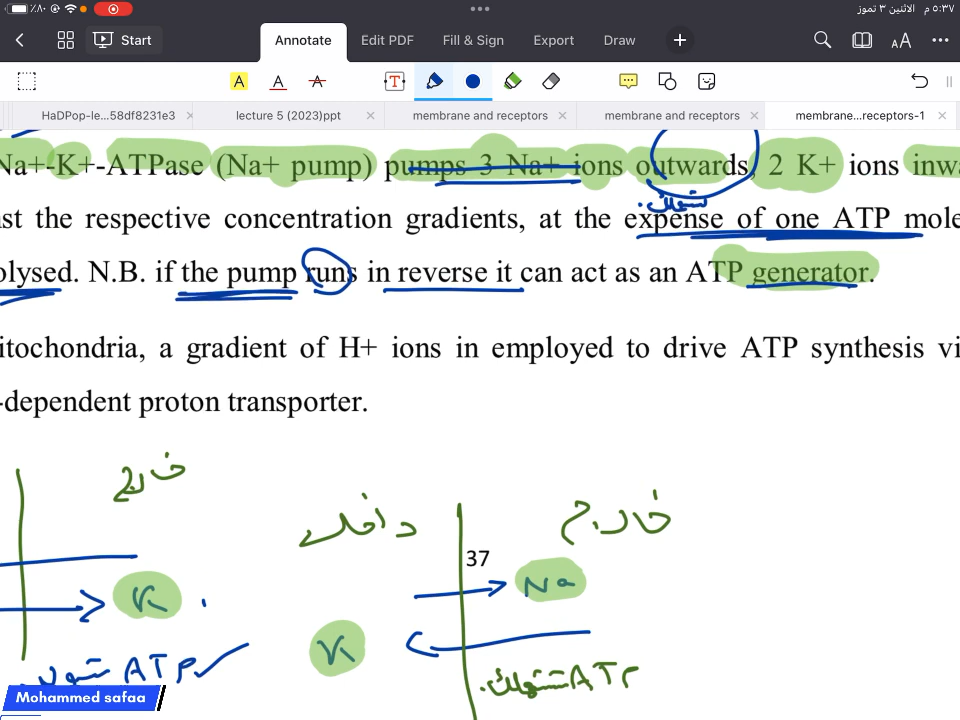 ٪٨٠ ٥:٣٧ م الاثنين ٣ تموز
Start Annotate Edit PDF Fill & Sign Export Draw
HaDPop-le...58df8231e3 lecture 5 (2023)ppt membrane and receptors membrane and receptors membrane...receptors-1
Na+-K+-ATPase (Na+ pump) pumps 3 Na+ ions outwards, 2 K+ ions inwa
تستهلك.
nst the respective concentration gradients, at the expense of one ATP mole
olysed. N.B. if the pump runs in reverse it can act as an ATP generator.
itochondria, a gradient of H+ ions in employed to drive ATP synthesis vi
-dependent proton transporter.
خارج
داخل خارج
37
Na
K
K
ATP تستهلك.
ATP
Mohammed safaa